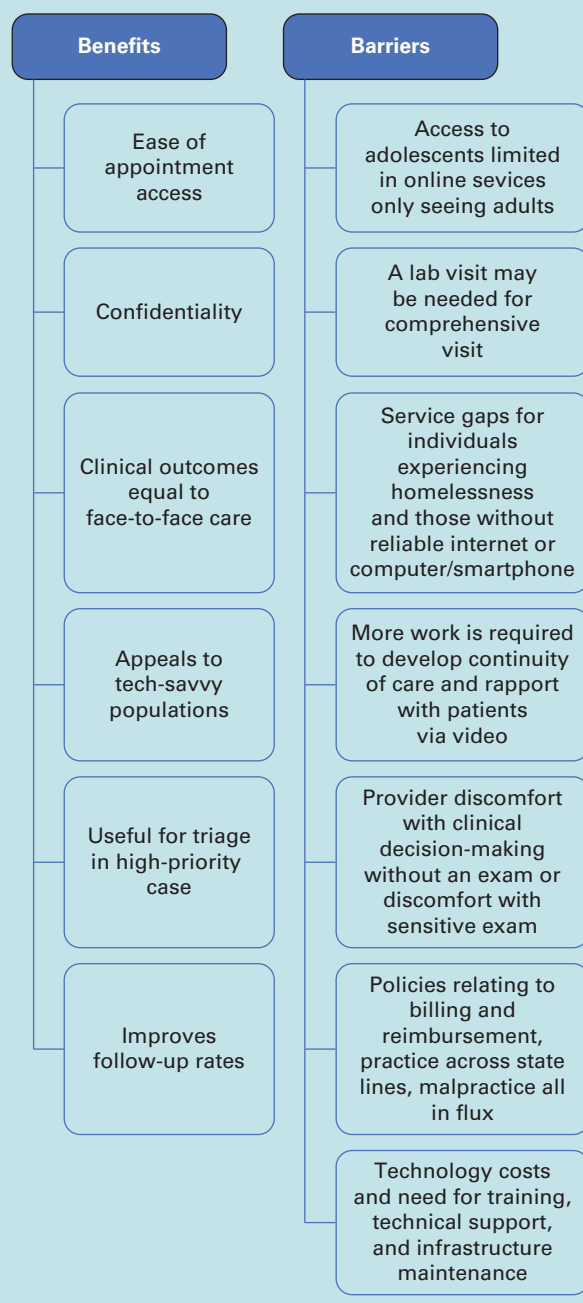 Benefits
Ease of
appointment
access
Confidentiality
Clinical outcomes
equal to
face-to-face care
Appeals to
tech-savvy
populations
Useful for triage
in high-priority
case
Improves
follow-up rates
Barriers
Access to
adolescents limited
in online sevices
only seeing adults
A lab visit may
be needed for
comprehensive
visit
Service gaps for
individuals
experiencing
homelessness
and those without
reliable internet or
computer/smartphone
More work is required
to develop continuity
of care and rapport
with patients
via video
Provider discomfort
with clinical
decision-making
without an exam or
discomfort with
sensitive exam
Policies relating to
billing and
reimbursement,
practice across state
lines, malpractice all
in flux
Technology costs
and need for training,
technical support,
and infrastructure
maintenance